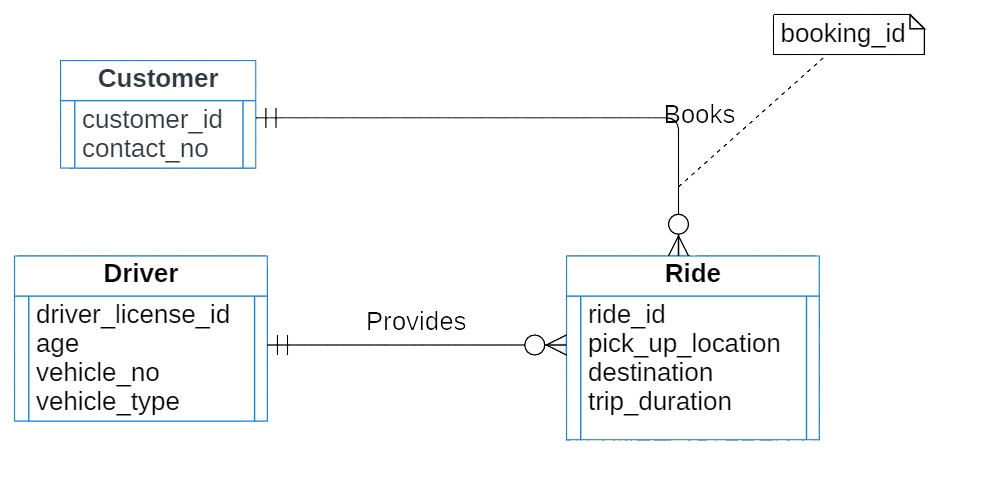 booking_id
Customer
customer_id
contact_no
Books
Driver
driver_license_id
age
vehicle_no
vehicle_type
Provides
Ride
ride_id
pick_up_location
destination
trip_duration